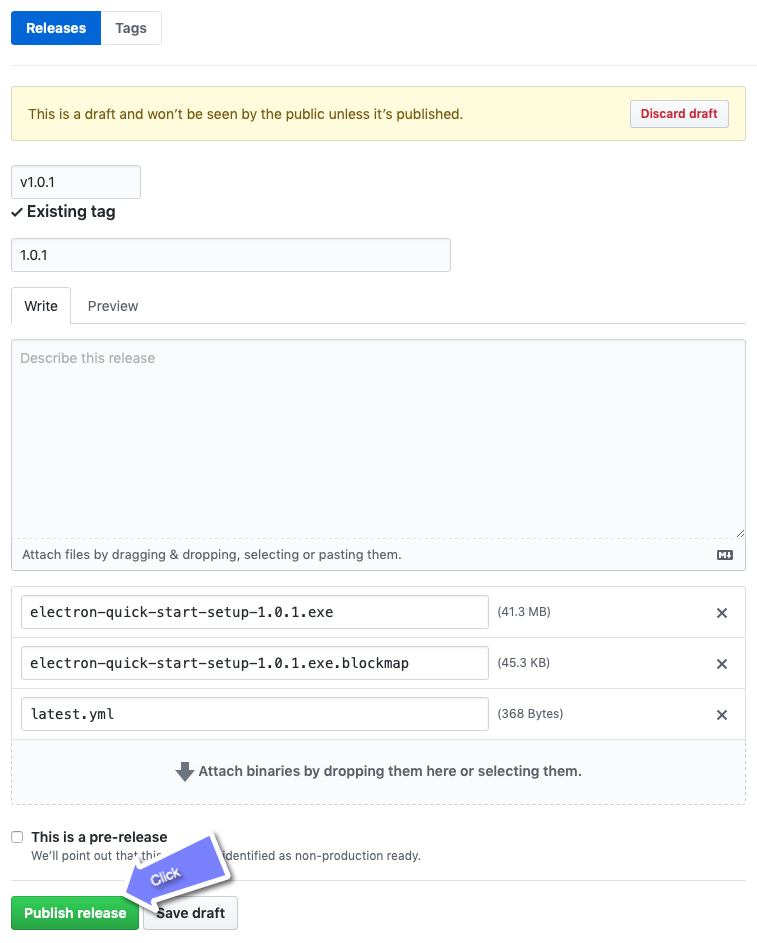 Releases Tags
This is a draft and won’t be seen by the public unless it’s published. Discard draft
v1.0.1
Existing tag
1.0.1
Write Preview
Describe this release
Attach files by dragging & dropping, selecting or pasting them.
electron-quick-start-setup-1.0.1.exe (41.3 MB)
electron-quick-start-setup-1.0.1.exe.blockmap (45.3 KB)
latest.yml (368 Bytes)
Attach binaries by dropping them here or selecting them.
This is a pre-release
We’ll point out that this identified as non-production ready.
Click
Publish release Save draft